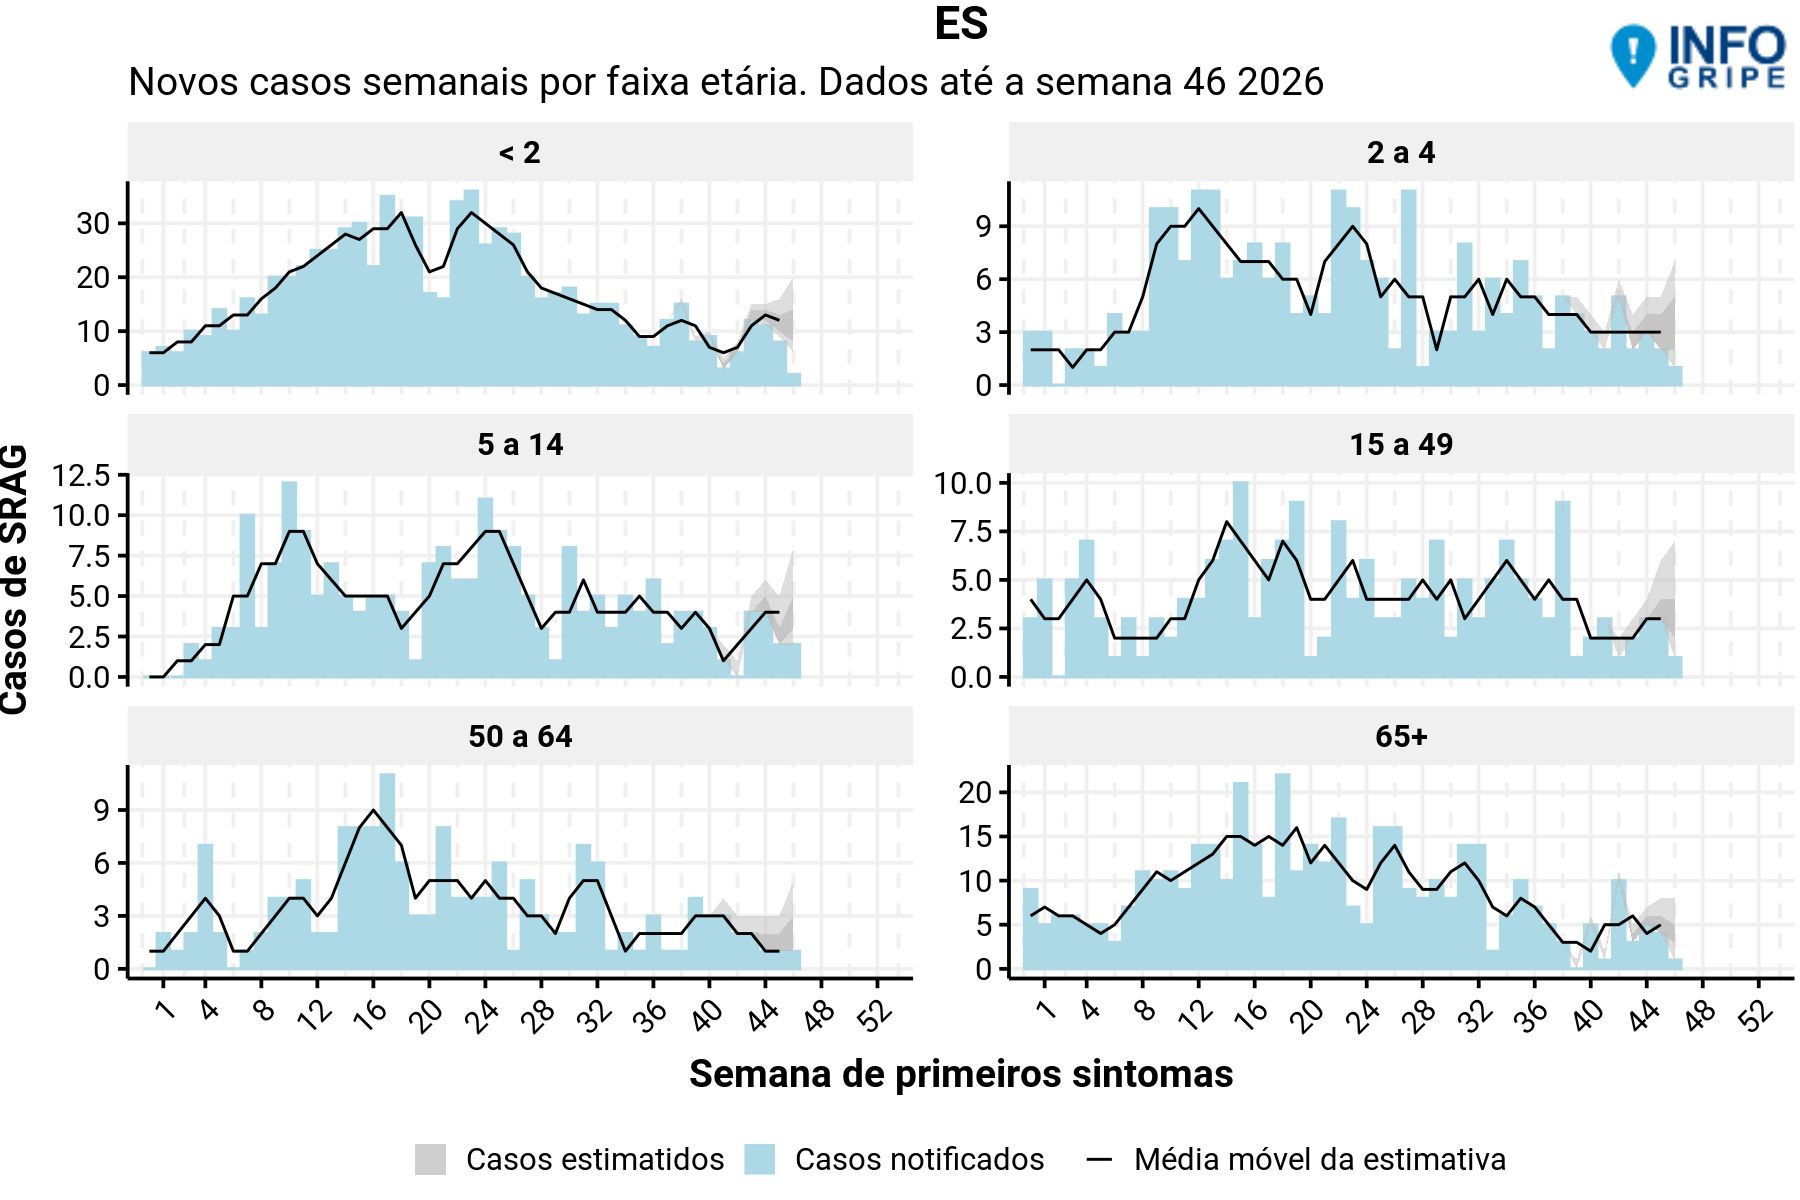 ES
INFO
GRIPE
Novos casos semanais por faixa etária. Dados até a semana 46 2026
Casos de SRAG
< 2
30
20
10
0
2 a 4
9
6
3
0
5 a 14
12.5
10.0
7.5
5.0
2.5
0.0
15 a 49
10.0
7.5
5.0
2.5
0.0
50 a 64
9
6
3
0
65+
20
15
10
5
0
1 4 8 12 16 20 24 28 32 36 40 44 48 52
1 4 8 12 16 20 24 28 32 36 40 44 48 52
Semana de primeiros sintomas
Casos estimatidos Casos notificados Média móvel da estimativa